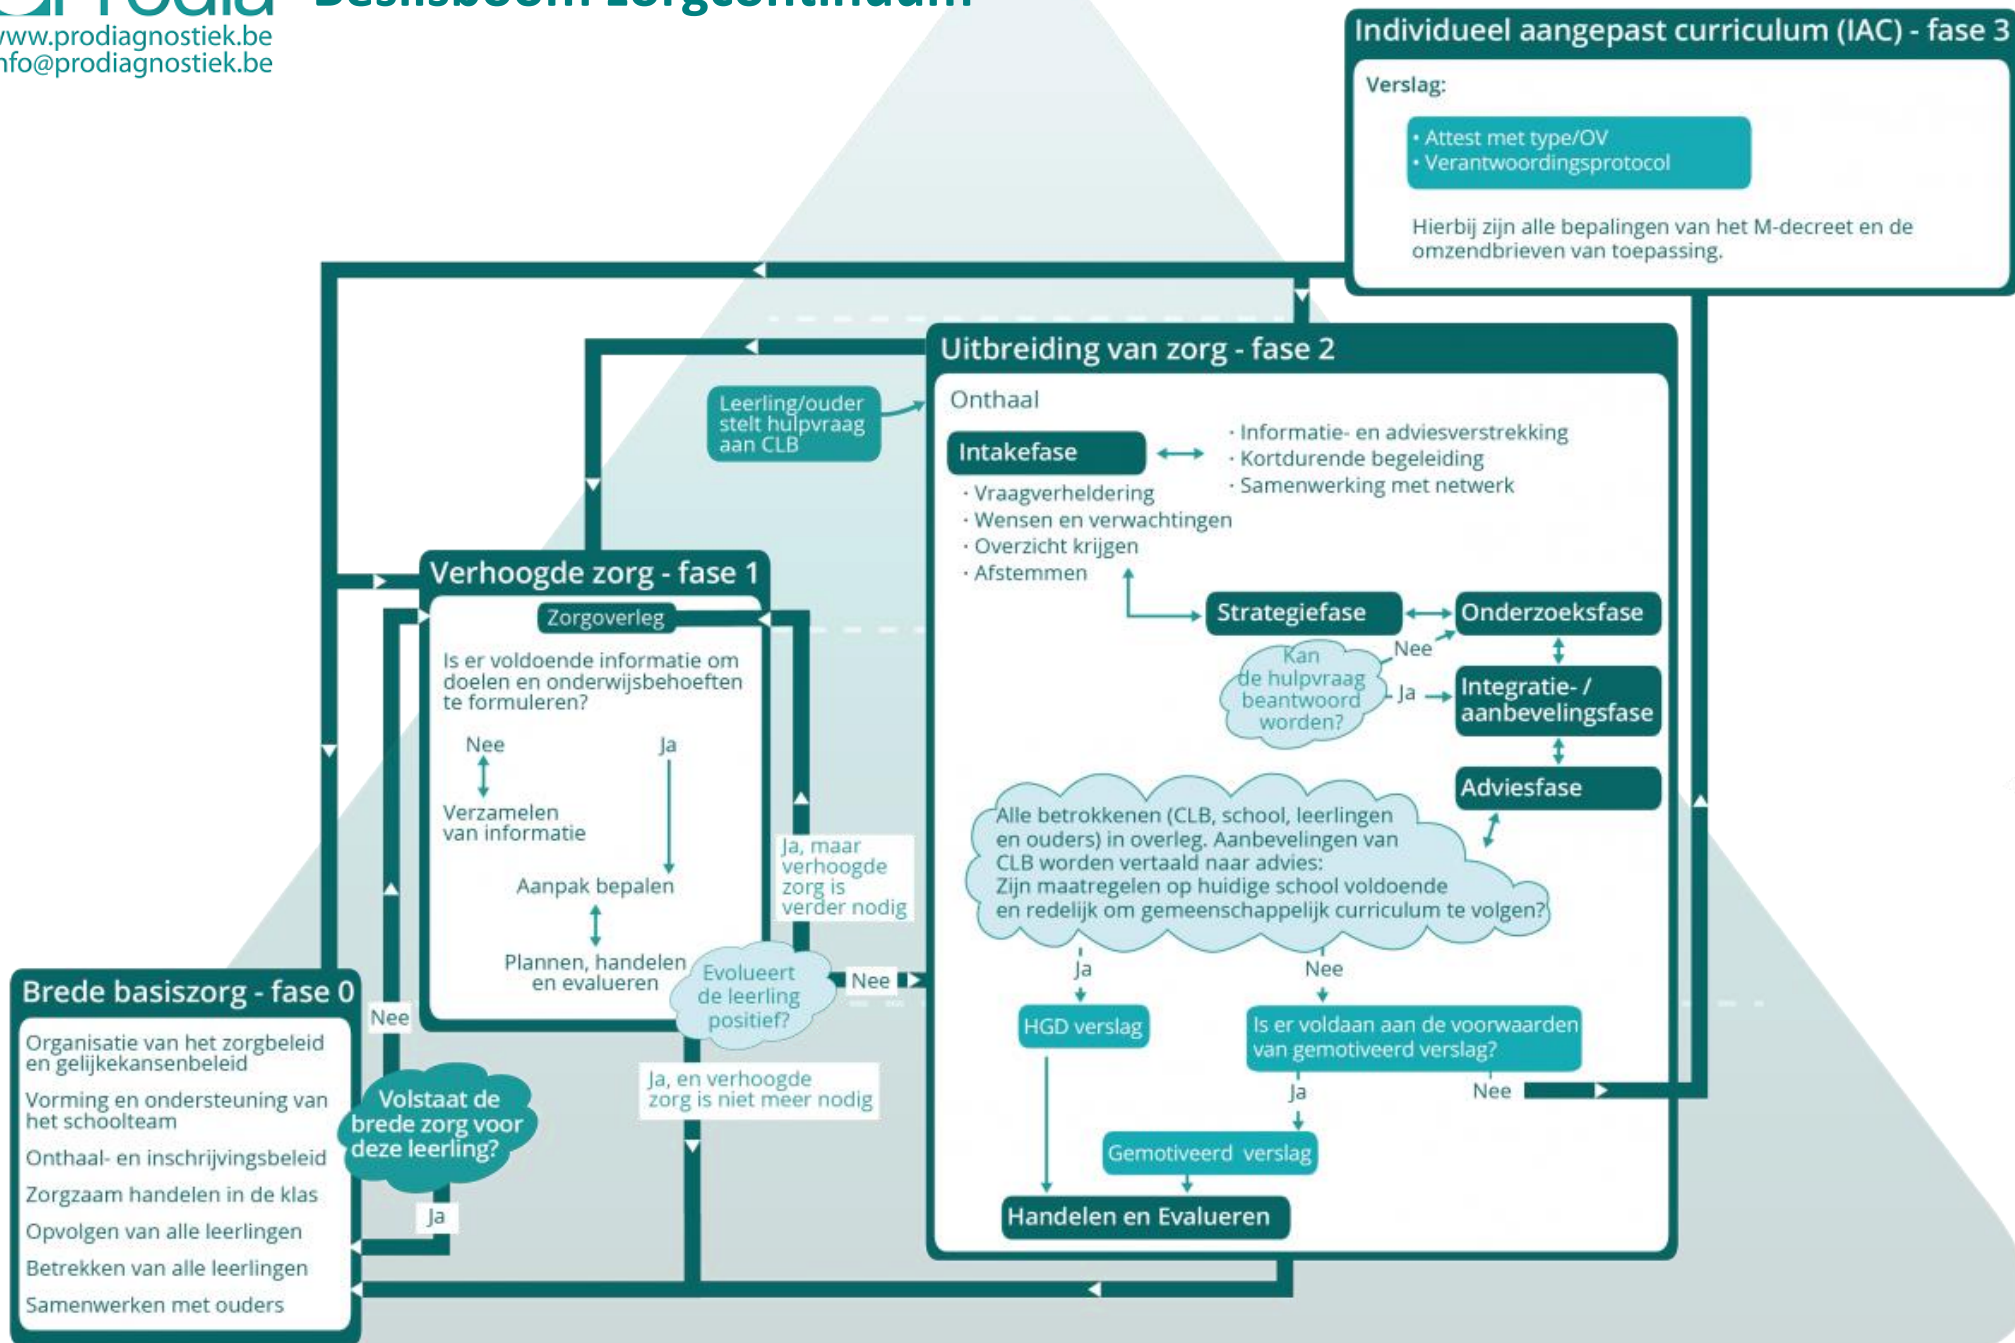 Prodia
Beslisboom zorgcontinuüm
www.prodiagnostiek.be
info@prodiagnostiek.be
Individueel aangepast curriculum (IAC) - fase 3
Verslag:
• Attest met type/OV
• Verantwoordingsprotocol
Hierbij zijn alle bepalingen van het M-decreet en de
omzendbrieven van toepassing.
Uitbreiding van zorg - fase 2
Leerling/ouder
stelt hulpvraag
aan CLB
Onthaal
Intakefase
· Informatie- en adviesverstrekking
· Kortdurende begeleiding
· Samenwerking met netwerk
· Vraagverheldering
· Wensen en verwachtingen
· Overzicht krijgen
· Afstemmen
Strategiefase
Onderzoeksfase
Kan
de hulpvraag
beantwoord
worden?
Nee
Ja
Integratie- /
aanbevelingsfase
Adviesfase
Alle betrokkenen (CLB, school, leerlingen
en ouders) in overleg. Aanbevelingen van
CLB worden vertaald naar advies:
Zijn maatregelen op huidige school voldoende
en redelijk om gemeenschappelijk curriculum te volgen?
Ja
Nee
HGD verslag
Is er voldaan aan de voorwaarden
van gemotiveerd verslag?
Ja
Nee
Gemotiveerd verslag
Handelen en Evalueren
Verhoogde zorg - fase 1
Zorgoverleg
Is er voldoende informatie om
doelen en onderwijsbehoeften
te formuleren?
Nee
Ja
Verzamelen
van informatie
Aanpak bepalen
Plannen, handelen
en evalueren
Ja, maar
verhoogde
zorg is
verder nodig
Evolueert
de leerling
positief?
Nee
Ja, en verhoogde
zorg is niet meer nodig
Brede basiszorg - fase 0
Organisatie van het zorgbeleid
en gelijkekansenbeleid
Vorming en ondersteuning van
het schoolteam
Onthaal- en inschrijvingsbeleid
Zorgzaam handelen in de klas
Opvolgen van alle leerlingen
Betrekken van alle leerlingen
Samenwerken met ouders
Nee
Volstaat de
brede zorg voor
deze leerling?
Ja